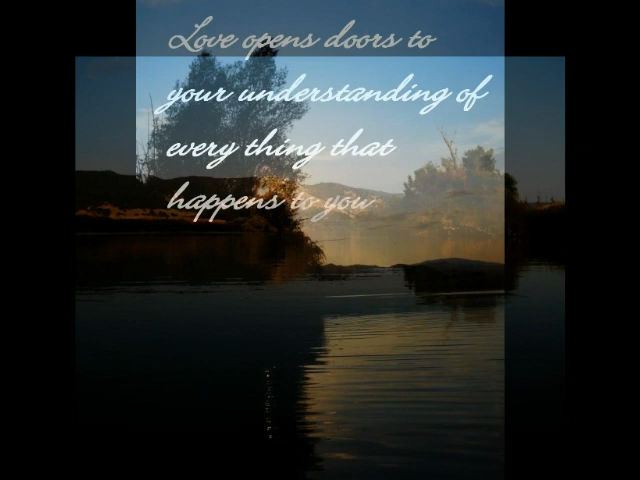 Love opens doors to
your understanding of
every thing that
happens to you